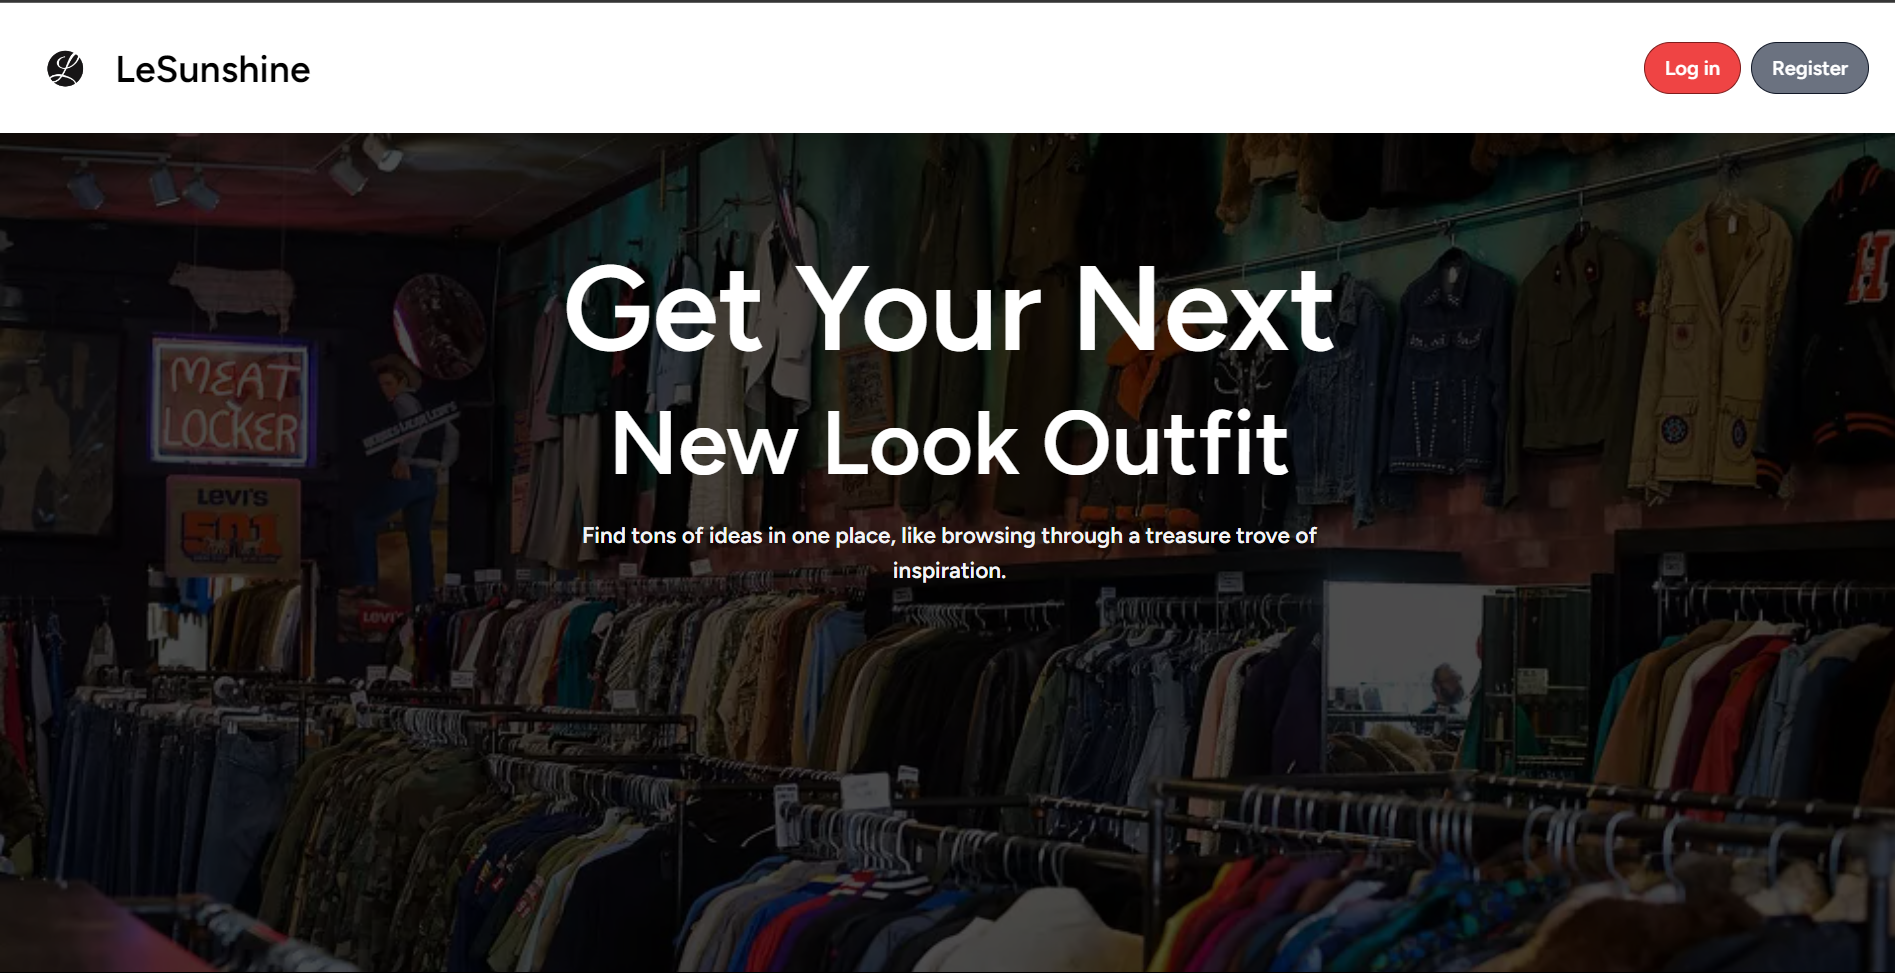 LeSunshine
Log in
Register
Get Your Next
New Look Outfit
Find tons of ideas in one place, like browsing through a treasure trove of
inspiration.
MEAT
LOCKER
LEVI'S
501
LEVI'S
H